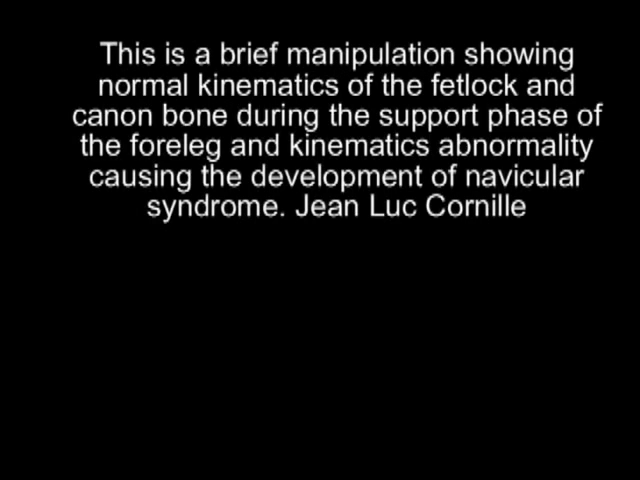 This is a brief manipulation showing
normal kinematics of the fetlock and
canon bone during the support phase of
the foreleg and kinematics abnormality
causing the development of navicular
syndrome. Jean Luc Cornille